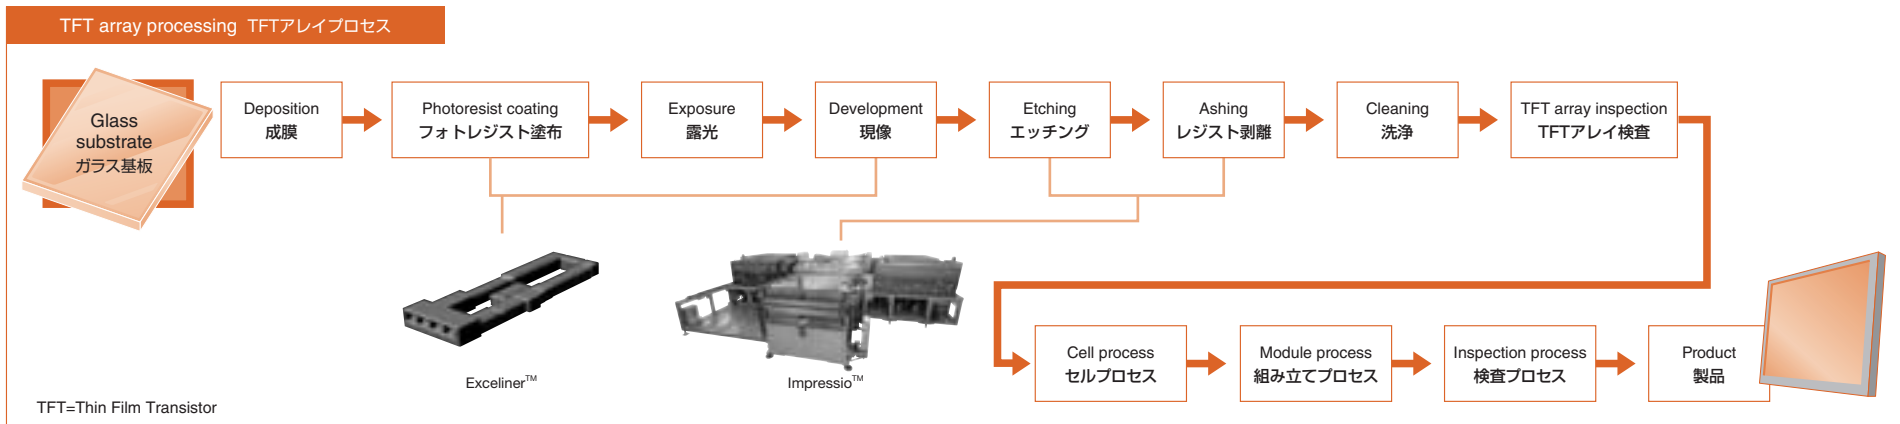 TFT array processing TFTアレイプロセス
Glass
substrate
ガラス基板
Deposition
成膜
Photoresist coating
フォトレジスト塗布
Exposure
露光
Development
現像
Etching
エッチング
Ashing
レジスト剥離
Cleaning
洗浄
TFT array inspection
TFTアレイ検査
Exceliner™
Impressio™
Cell process
セルプロセス
Module process
組み立てプロセス
Inspection process
検査プロセス
Product
製品
TFT=Thin Film Transistor